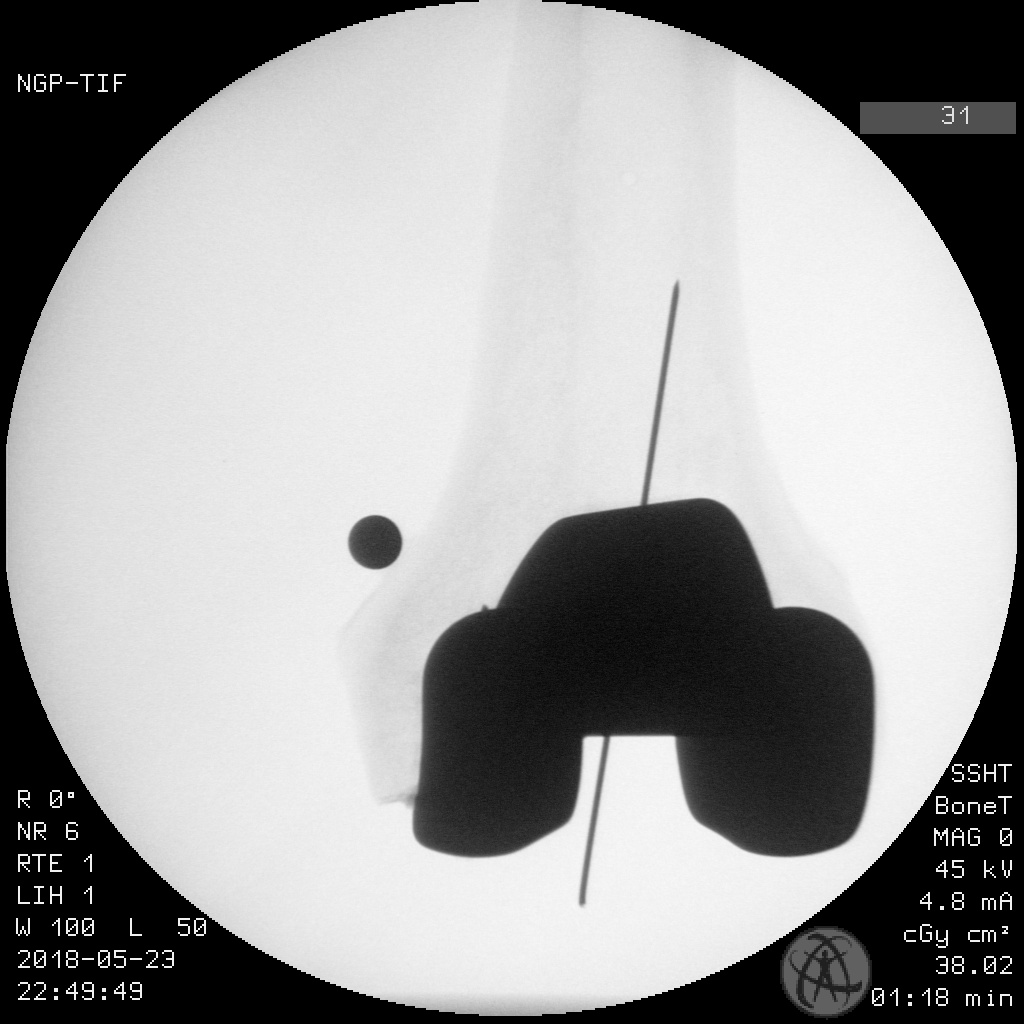 NGP-TIF
31
R 0°
NR 6
RTE 1
LIH 1
W 100 L 50
2018-05-23
22:49:49
SSHT
BoneT
MAG 0
45 kV
4.8 mA
cGy cm²
38.02
01:18 min